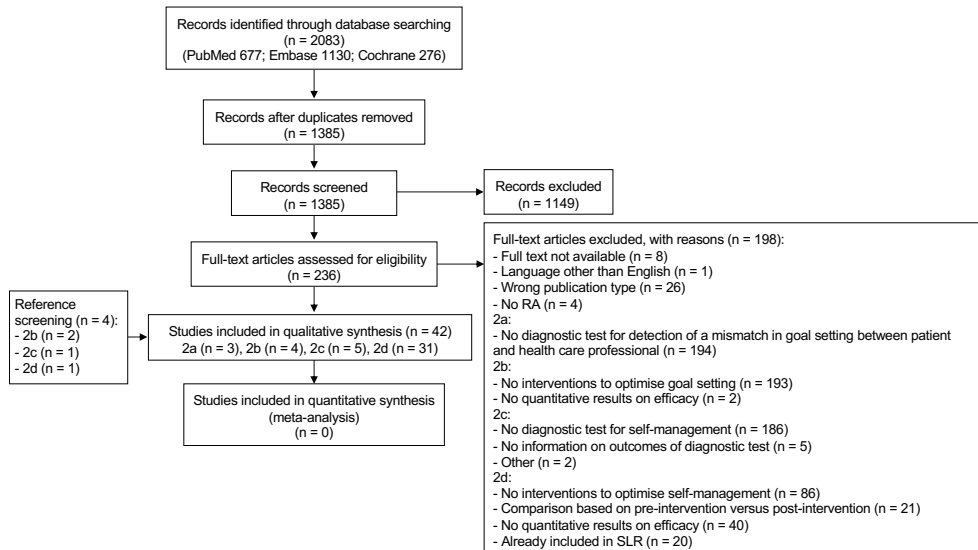 Records identified through database searching
(n = 2083)
(PubMed 677; Embase 1130; Cochrane 276)
Records after duplicates removed
(n = 1385)
Records screened
(n = 1385)
Records excluded
(n = 1149)
Full-text articles assessed for eligibility
(n = 236)
Full-text articles excluded, with reasons (n = 198):
- Full text not available (n = 8)
- Language other than English (n = 1)
- Wrong publication type (n = 26)
- No RA (n = 4)
2a:
- No diagnostic test for detection of a mismatch in goal setting between patient
and health care professional (n = 194)
2b:
- No interventions to optimise goal setting (n = 193)
- No quantitative results on efficacy (n = 2)
2c:
- No diagnostic test for self-management (n = 186)
- No information on outcomes of diagnostic test (n = 5)
- Other (n = 2)
2d:
- No interventions to optimise self-management (n = 86)
- Comparison based on pre-intervention versus post-intervention (n = 21)
- No quantitative results on efficacy (n = 40)
- Already included in SLR (n = 20)
Reference
screening (n = 4):
- 2b (n = 2)
- 2c (n = 1)
- 2d (n = 1)
Studies included in qualitative synthesis (n = 42)
2a (n = 3), 2b (n = 4), 2c (n = 5), 2d (n = 31)
Studies included in quantitative synthesis
(meta-analysis)
(n = 0)